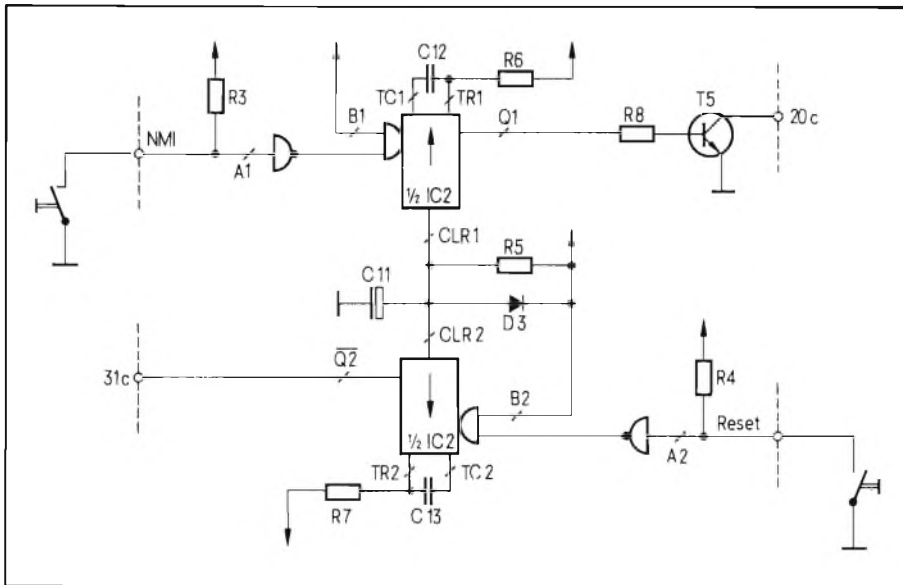 C12
R6
R3
TC1
TR1
T5
B1
Q1
R8
20c
NMI
A1
½ IC2
CLR1
R5
C11
D3
CLR2
Q̅2̅
31c
R4
B2
Reset
½ IC2
A2
TR2
TC2
R7
C13